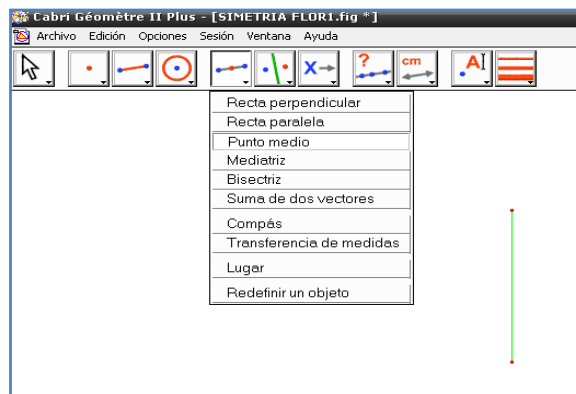 Cabri Géomètre II Plus - [SIMETRIA FLOR1.fig *]
Archivo Edición Opciones Sesión Ventana Ayuda
X ? cm A
Recta perpendicular
Recta paralela
Punto medio
Mediatriz
Bisectriz
Suma de dos vectores
Compás
Transferencia de medidas
Lugar
Redefinir un objeto